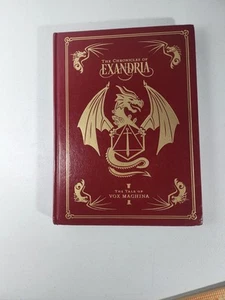 THE CHRONICLES OF
EXANDRIA
THE TALE OF
VOX MACHINA